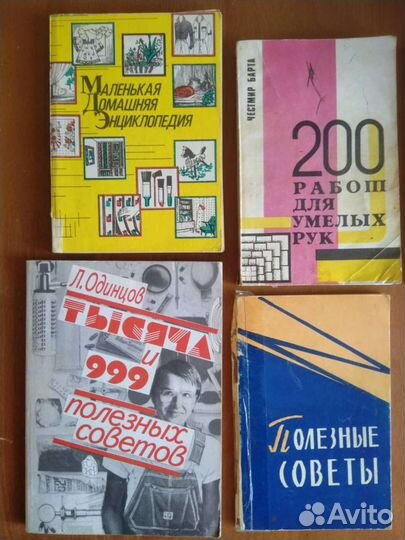 Маленькая
Домашняя
Энциклопедия
ЧЕСТМИР БАРТА
200
РАБОТ
ДЛЯ
УМЕЛЫХ
РУК
Л. Одинцов
ТЫСЯЧА
и
999
полезных
советов
ПОЛЕЗНЫЕ
СОВЕТЫ
Avito